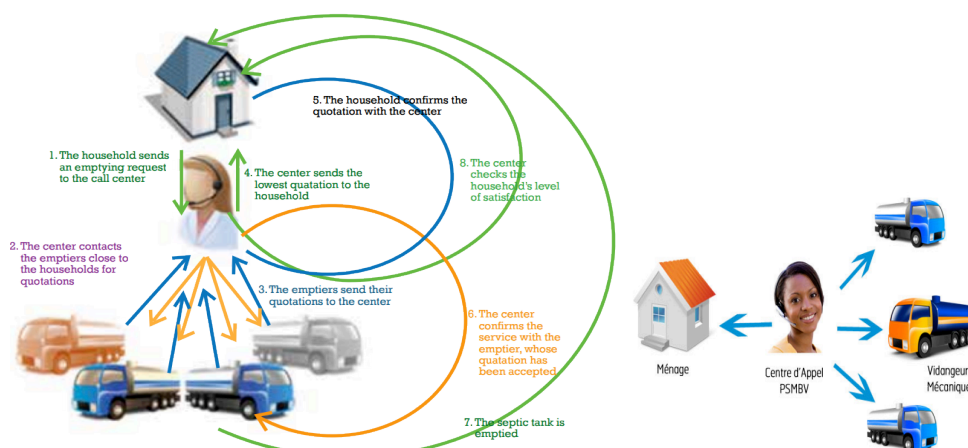 5. The household confirms the
quotation with the center
1. The household sends
an emptying request
to the call center
4. The center sends the
lowest quatation to the
household
8. The center
checks the
household's level
of satisfaction
2. The center contacts
the emptiers close to
the households for
quotations
3. The emptiers send their
quotations to the center
6. The center
confirms the
service with the
emptier, whose
quatation has
been accepted
7. The septic tank is
emptied
Ménage
Centre d'Appel
PSMBV
Vidangeur
Mécanique